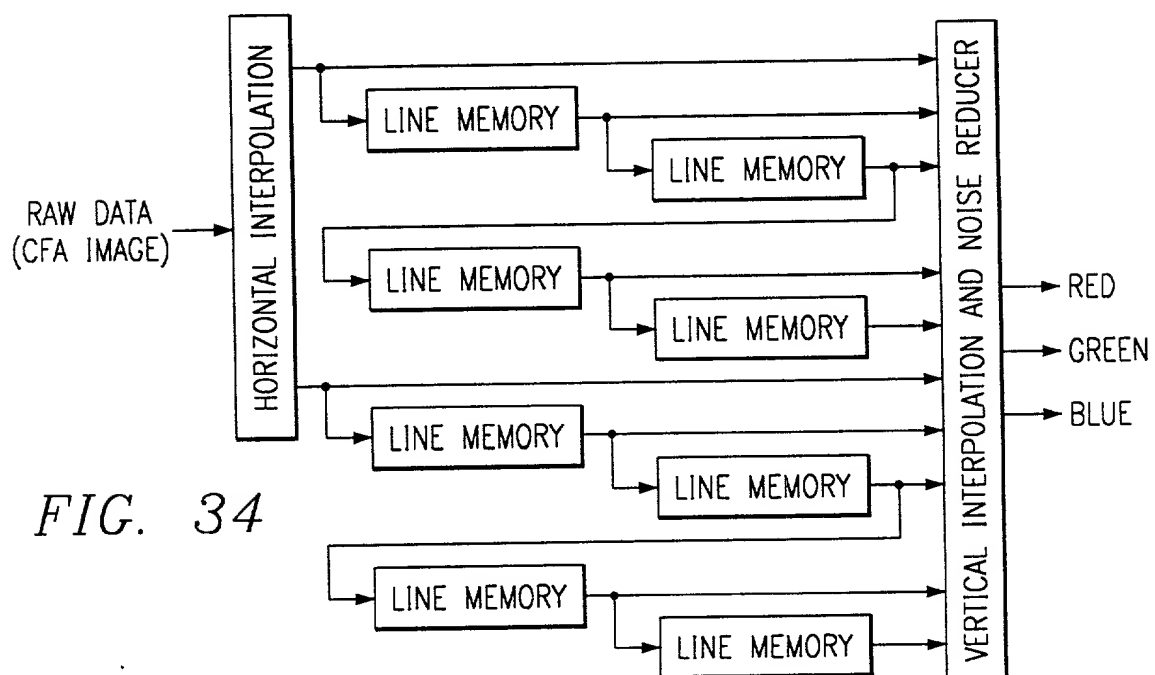 HORIZONTAL INTERPOLATION
RAW DATA
(CFA IMAGE)
LINE MEMORY
LINE MEMORY
LINE MEMORY
LINE MEMORY
LINE MEMORY
LINE MEMORY
LINE MEMORY
LINE MEMORY
VERTICAL INTERPOLATION AND NOISE REDUCER
RED
GREEN
BLUE
FIG. 34